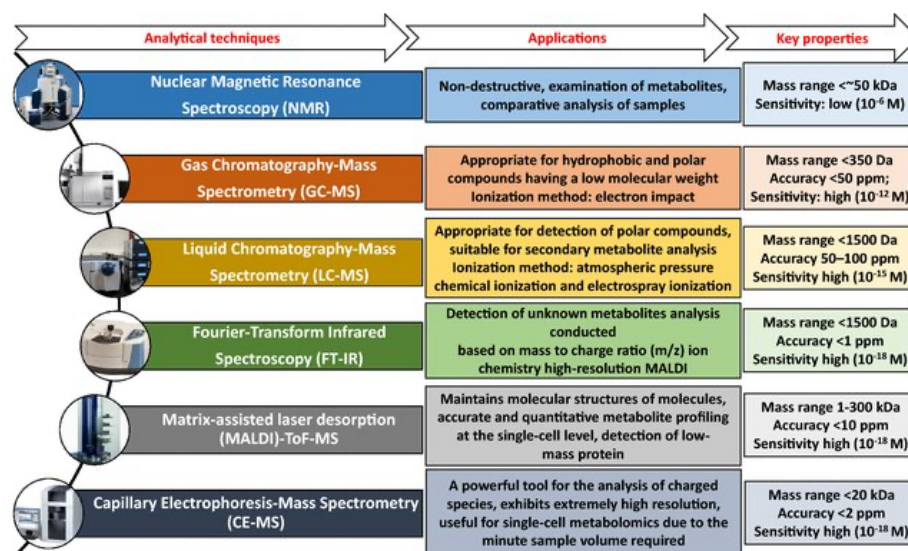 Analytical techniques
Applications
Key properties
Nuclear Magnetic Resonance
Spectroscopy (NMR)
Non-destructive, examination of metabolites,
comparative analysis of samples
Mass range <~50 kDa
Sensitivity: low (10⁻⁶ M)
Gas Chromatography-Mass
Spectrometry (GC-MS)
Appropriate for hydrophobic and polar
compounds having a low molecular weight
Ionization method: electron impact
Mass range <350 Da
Accuracy <50 ppm;
Sensitivity: high (10⁻¹² M)
Liquid Chromatography-Mass
Spectrometry (LC-MS)
Appropriate for detection of polar compounds,
suitable for secondary metabolite analysis
Ionization method: atmospheric pressure
chemical ionization and electrospray ionization
Mass range <1500 Da
Accuracy 50–100 ppm
Sensitivity high (10⁻¹⁵ M)
Fourier-Transform Infrared
Spectroscopy (FT-IR)
Detection of unknown metabolites analysis
conducted
based on mass to charge ratio (m/z) ion
chemistry high-resolution MALDI
Mass range <1500 Da
Accuracy <1 ppm
Sensitivity high (10⁻¹⁸ M)
Matrix-assisted laser desorption
(MALDI)-ToF-MS
Maintains molecular structures of molecules,
accurate and quantitative metabolite profiling
at the single-cell level, detection of low-
mass protein
Mass range 1-300 kDa
Accuracy <10 ppm
Sensitivity high (10⁻¹⁸ M)
Capillary Electrophoresis-Mass Spectrometry
(CE-MS)
A powerful tool for the analysis of charged
species, exhibits extremely high resolution,
useful for single-cell metabolomics due to the
minute sample volume required
Mass range <20 kDa
Accuracy <2 ppm
Sensitivity high (10⁻¹⁸ M)